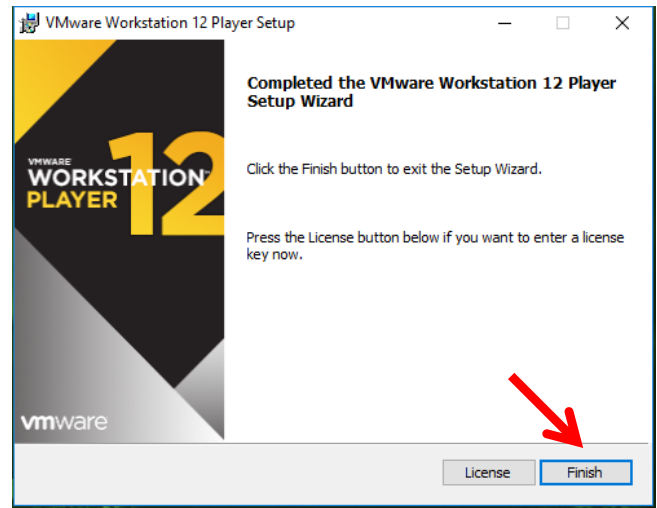 VMware Workstation 12 Player Setup
Completed the VMware Workstation 12 Player
Setup Wizard
VMWARE
WORKSTATION™
PLAYER
12
Click the Finish button to exit the Setup Wizard.
Press the License button below if you want to enter a license
key now.
vmware
License
Finish